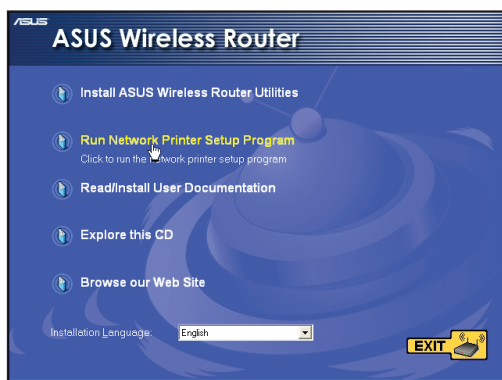 ASUS
ASUS Wireless Router
Install ASUS Wireless Router Utilities
Run Network Printer Setup Program
Click to run the network printer setup program
Read/Install User Documentation
Explore this CD
Browse our Web Site
Installation Language: English
EXIT